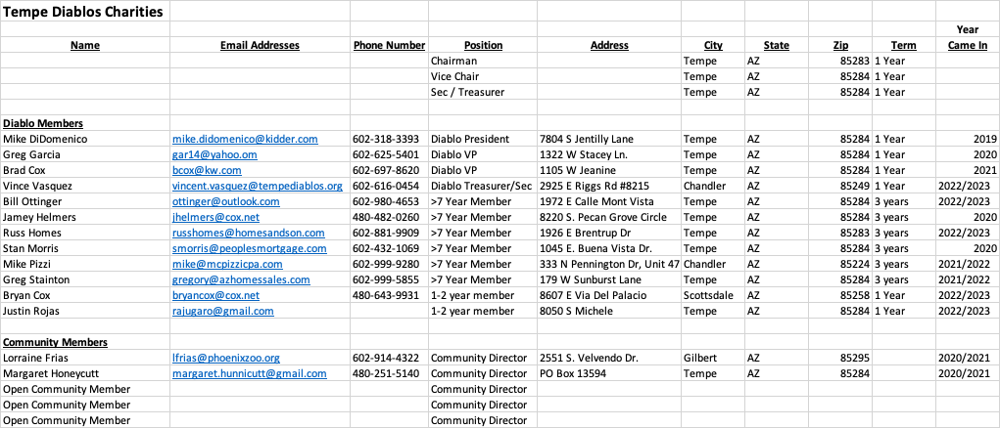 Tempe Diablos Charities
Year
Name Email Addresses Phone Number Position Address City State Zip Term Came In
Chairman Tempe AZ 85283 1 Year
Vice Chair Tempe AZ 85284 1 Year
Sec / Treasurer Tempe AZ 85284 1 Year
Diablo Members
Mike DiDomenico mike.didomenico@kidder.com 602-318-3393 Diablo President 7804 S Jentilly Lane Tempe AZ 85284 1 Year 2019
Greg Garcia gar14@yahoo.om 602-625-5401 Diablo VP 1322 W Stacey Ln. Tempe AZ 85284 1 Year 2020
Brad Cox bcox@kw.com 602-697-8620 Diablo VP 1105 W Jeanine Tempe AZ 85284 1 Year 2021
Vince Vasquez vincent.vasquez@tempediablos.org 602-616-0454 Diablo Treasurer/Sec 2925 E Riggs Rd #8215 Chandler AZ 85249 1 Year 2022/2023
Bill Ottinger ottinger@outlook.com 602-980-4653 >7 Year Member 1972 E Calle Mont Vista Tempe AZ 85284 3 years 2022/2023
Jamey Helmers jhelmers@cox.net 480-482-0260 >7 Year Member 8220 S. Pecan Grove Circle Tempe AZ 85284 3 years 2020
Russ Homes russhomes@homesandson.com 602-881-9909 >7 Year Member 1926 E Brentrup Dr Tempe AZ 85283 3 years 2022/2023
Stan Morris smorris@peoplesmortgage.com 602-432-1069 >7 Year Member 1045 E. Buena Vista Dr. Tempe AZ 85284 3 years 2020
Mike Pizzi mike@mcpizzicpa.com 602-999-9280 >7 Year Member 333 N Pennington Dr, Unit 47 Chandler AZ 85224 3 years 2021/2022
Greg Stainton gregory@azhomessales.com 602-999-5855 >7 Year Member 179 W Sunburst Lane Tempe AZ 85284 3 years 2021/2022
Bryan Cox bryancox@cox.net 480-643-9931 1-2 year member 8607 E Via Del Palacio Scottsdale AZ 85258 1 Year 2022/2023
Justin Rojas rajugaro@gmail.com 1-2 year member 8050 S Michele Tempe AZ 85284 1 Year 2022/2023
Community Members
Lorraine Frias lfrias@phoenixzoo.org 602-914-4322 Community Director 2551 S. Velvendo Dr. Gilbert AZ 85295 2020/2021
Margaret Honeycutt margaret.hunnicutt@gmail.com 480-251-5140 Community Director PO Box 13594 Tempe AZ 85284 2020/2021
Open Community Member Community Director
Open Community Member Community Director
Open Community Member Community Director